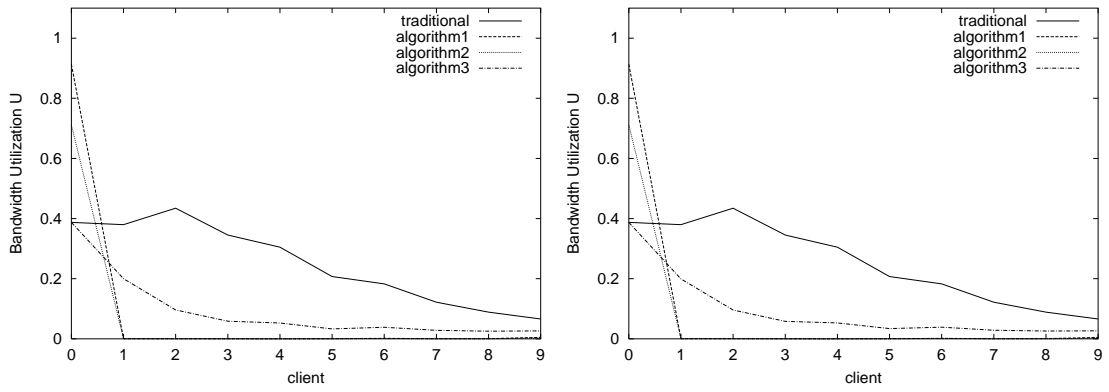 traditional
algorithm1
algorithm2
algorithm3
1
0.8
0.6
0.4
0.2
0
Bandwidth Utilization U
0 1 2 3 4 5 6 7 8 9
client
traditional
algorithm1
algorithm2
algorithm3
1
0.8
0.6
0.4
0.2
0
Bandwidth Utilization U
0 1 2 3 4 5 6 7 8 9
client